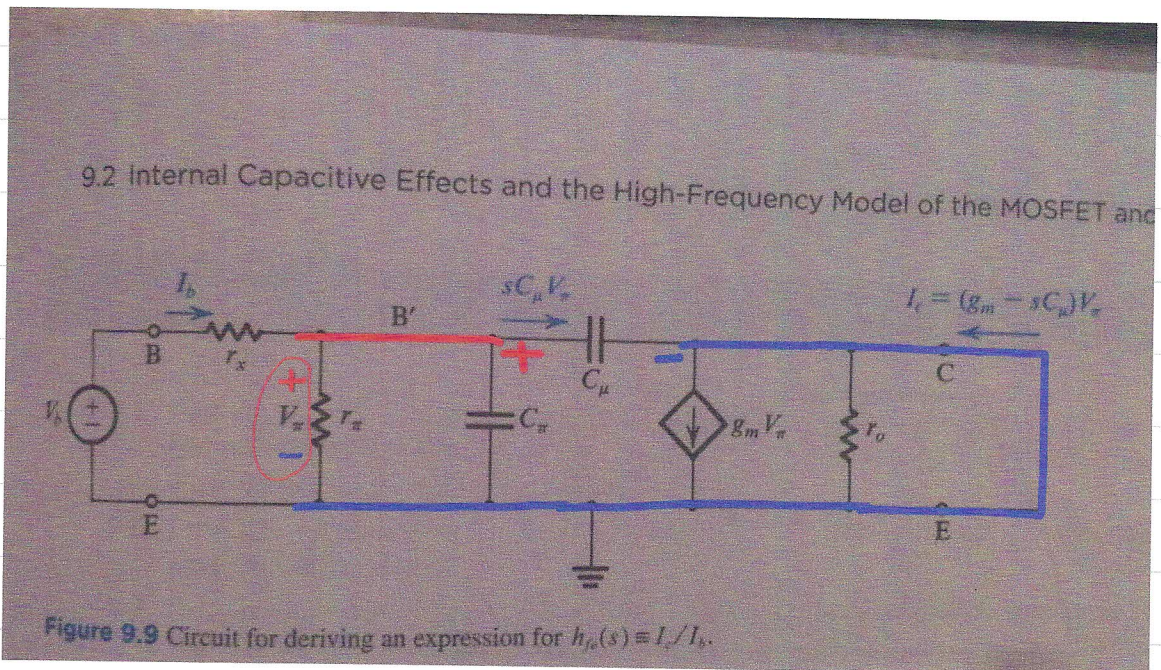 9.2 Internal Capacitive Effects and the High-Frequency Model of the MOSFET and
I_b
sC_μV_π
I_c = (g_m − sC_μ)V_π
B'
B
r_x
+
+
−
C_μ
C
V_b
+
−
V_π
r_π
C_π
g_m V_π
r_o
−
E
E
Figure 9.9 Circuit for deriving an expression for h_fe(s) ≡ I_c/I_b.